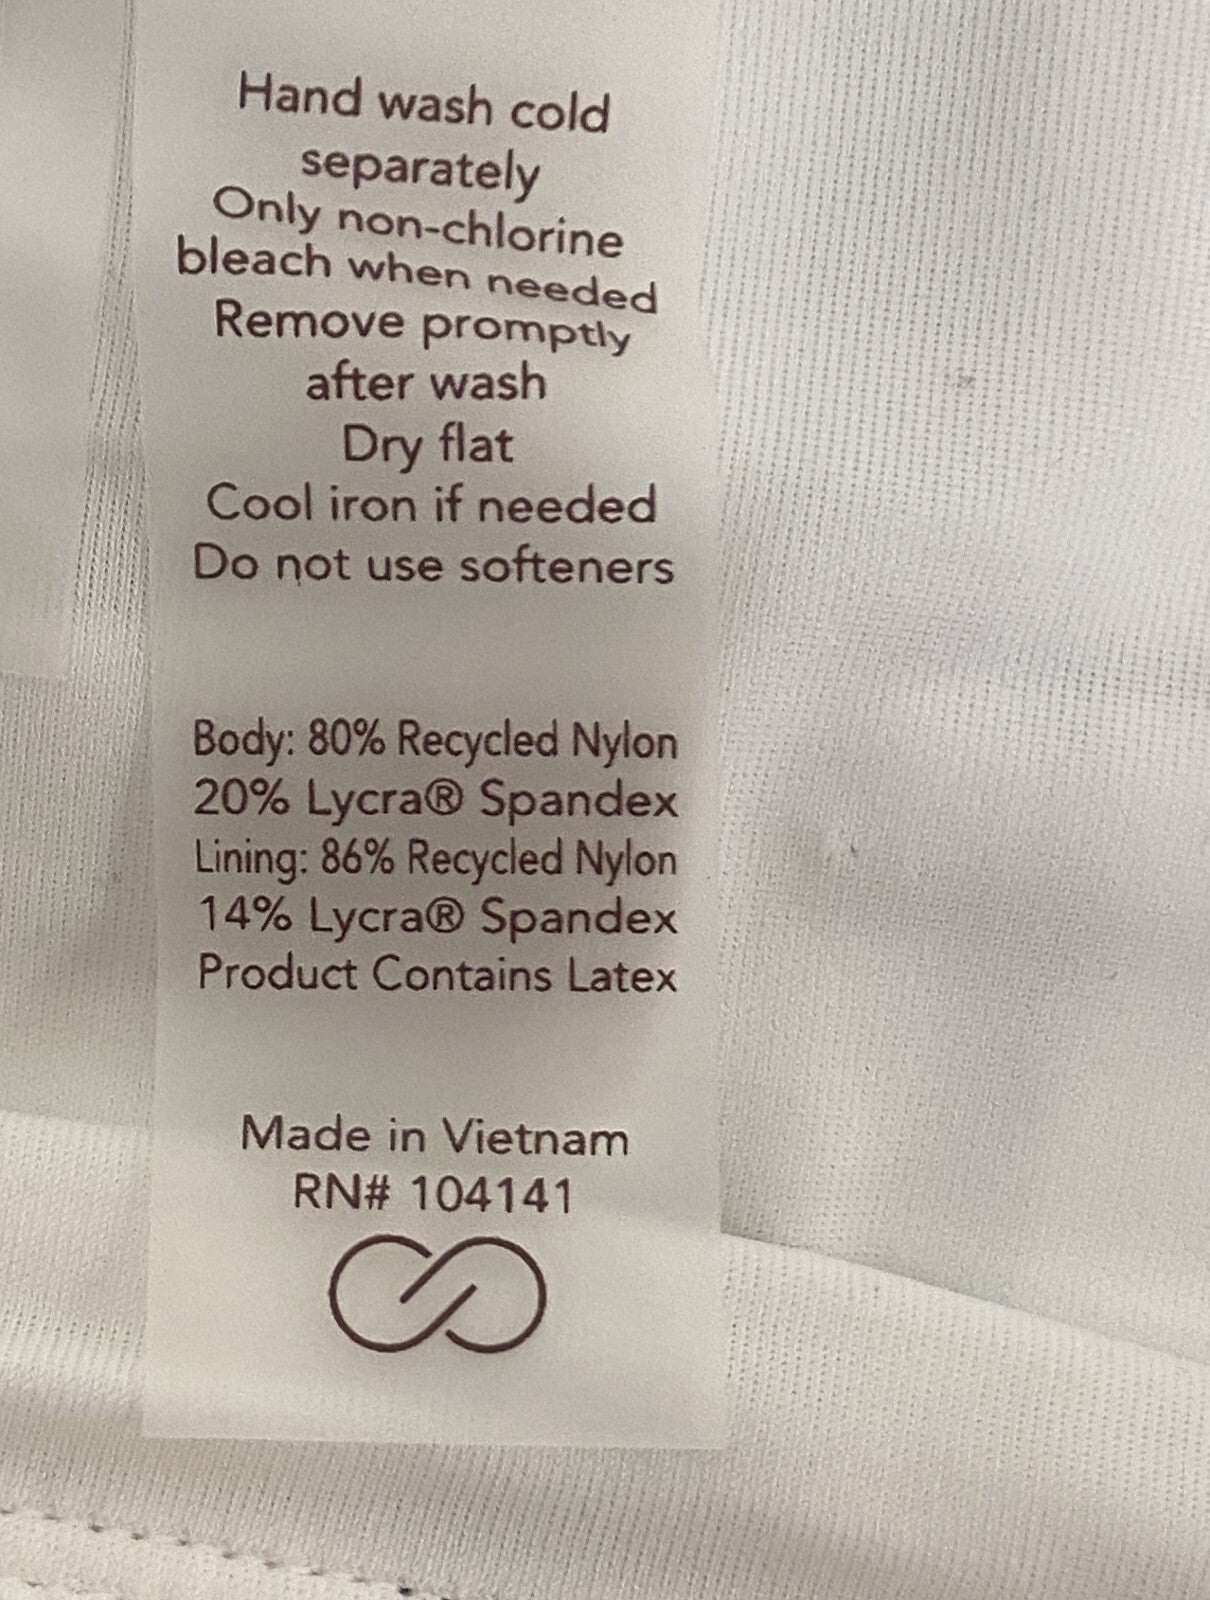 Hand wash cold
separately
Only non-chlorine
bleach when needed
Remove promptly
after wash
Dry flat
Cool iron if needed
Do not use softeners
Body: 80% Recycled Nylon
20% Lycra® Spandex
Lining: 86% Recycled Nylon
14% Lycra® Spandex
Product Contains Latex
Made in Vietnam
RN# 104141